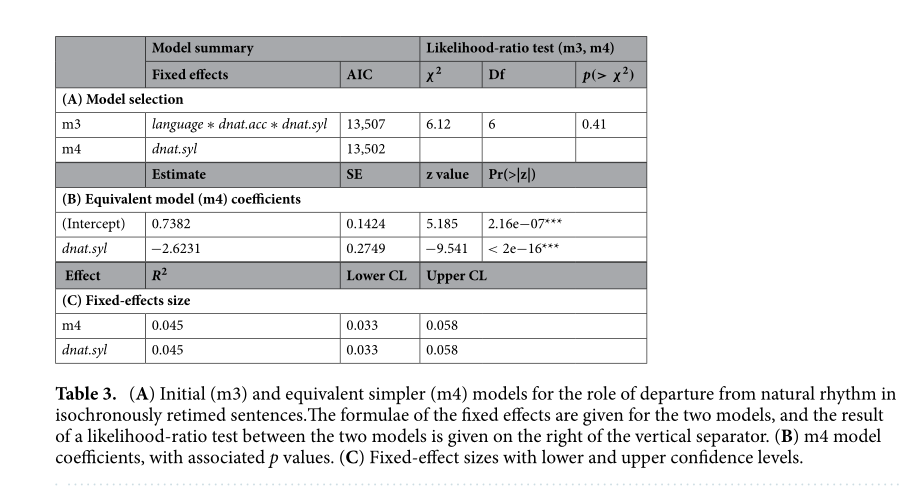 Model summary Likelihood-ratio test (m3, m4)
Fixed effects AIC χ² Df p(> χ²)
(A) Model selection
m3 language ∗ dnat.acc ∗ dnat.syl 13,507 6.12 6 0.41
m4 dnat.syl 13,502
Estimate SE z value Pr(>|z|)
(B) Equivalent model (m4) coefficients
(Intercept) 0.7382 0.1424 5.185 2.16e−07***
dnat.syl −2.6231 0.2749 −9.541 < 2e−16***
Effect R² Lower CL Upper CL
(C) Fixed-effects size
m4 0.045 0.033 0.058
dnat.syl 0.045 0.033 0.058
Table 3. (A) Initial (m3) and equivalent simpler (m4) models for the role of departure from natural rhythm in
isochronously retimed sentences.The formulae of the fixed effects are given for the two models, and the result
of a likelihood-ratio test between the two models is given on the right of the vertical separator. (B) m4 model
coefficients, with associated p values. (C) Fixed-effect sizes with lower and upper confidence levels.